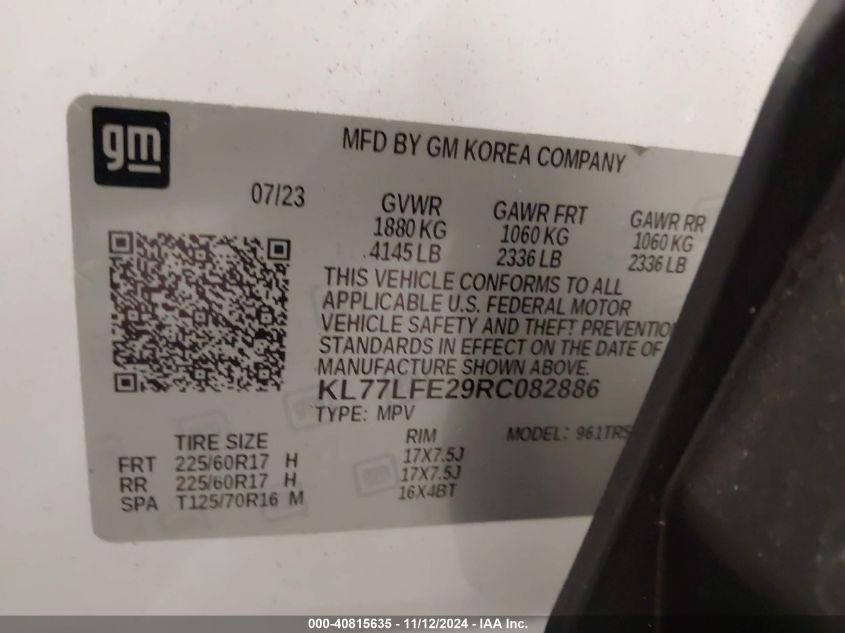 gm
MFD BY GM KOREA COMPANY
07/23
GVWR
1880 KG
4145 LB
GAWR FRT
1060 KG
2336 LB
GAWR RR
1060 KG
2336 LB
THIS VEHICLE CONFORMS TO ALL
APPLICABLE U.S. FEDERAL MOTOR
VEHICLE SAFETY AND THEFT PREVENTION
STANDARDS IN EFFECT ON THE DATE OF
MANUFACTURE SHOWN ABOVE.
KL77LFE29RC082886
TYPE: MPV
MODEL: 961TR5
TIRE SIZE RIM
FRT 225/60R17 H 17X7.5J
RR 225/60R17 H 17X7.5J
SPA T125/70R16 M 16X4BT
000-40815635 - 11/12/2024 - IAA Inc.